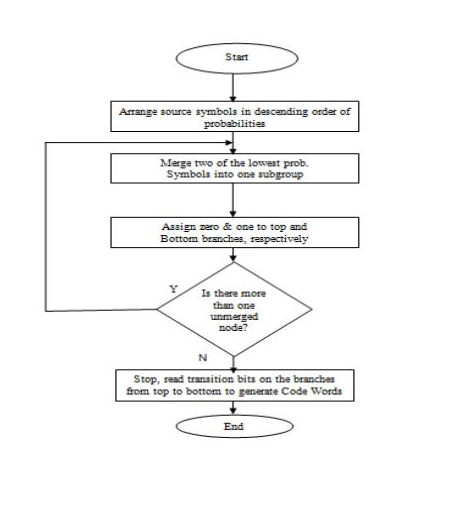 Start
Arrange source symbols in descending order of
probabilities
Merge two of the lowest prob.
Symbols into one subgroup
Assign zero & one to top and
Bottom branches, respectively
Y
Is there more
than one
unmerged
node?
N
Stop, read transition bits on the branches
from top to bottom to generate Code Words
End